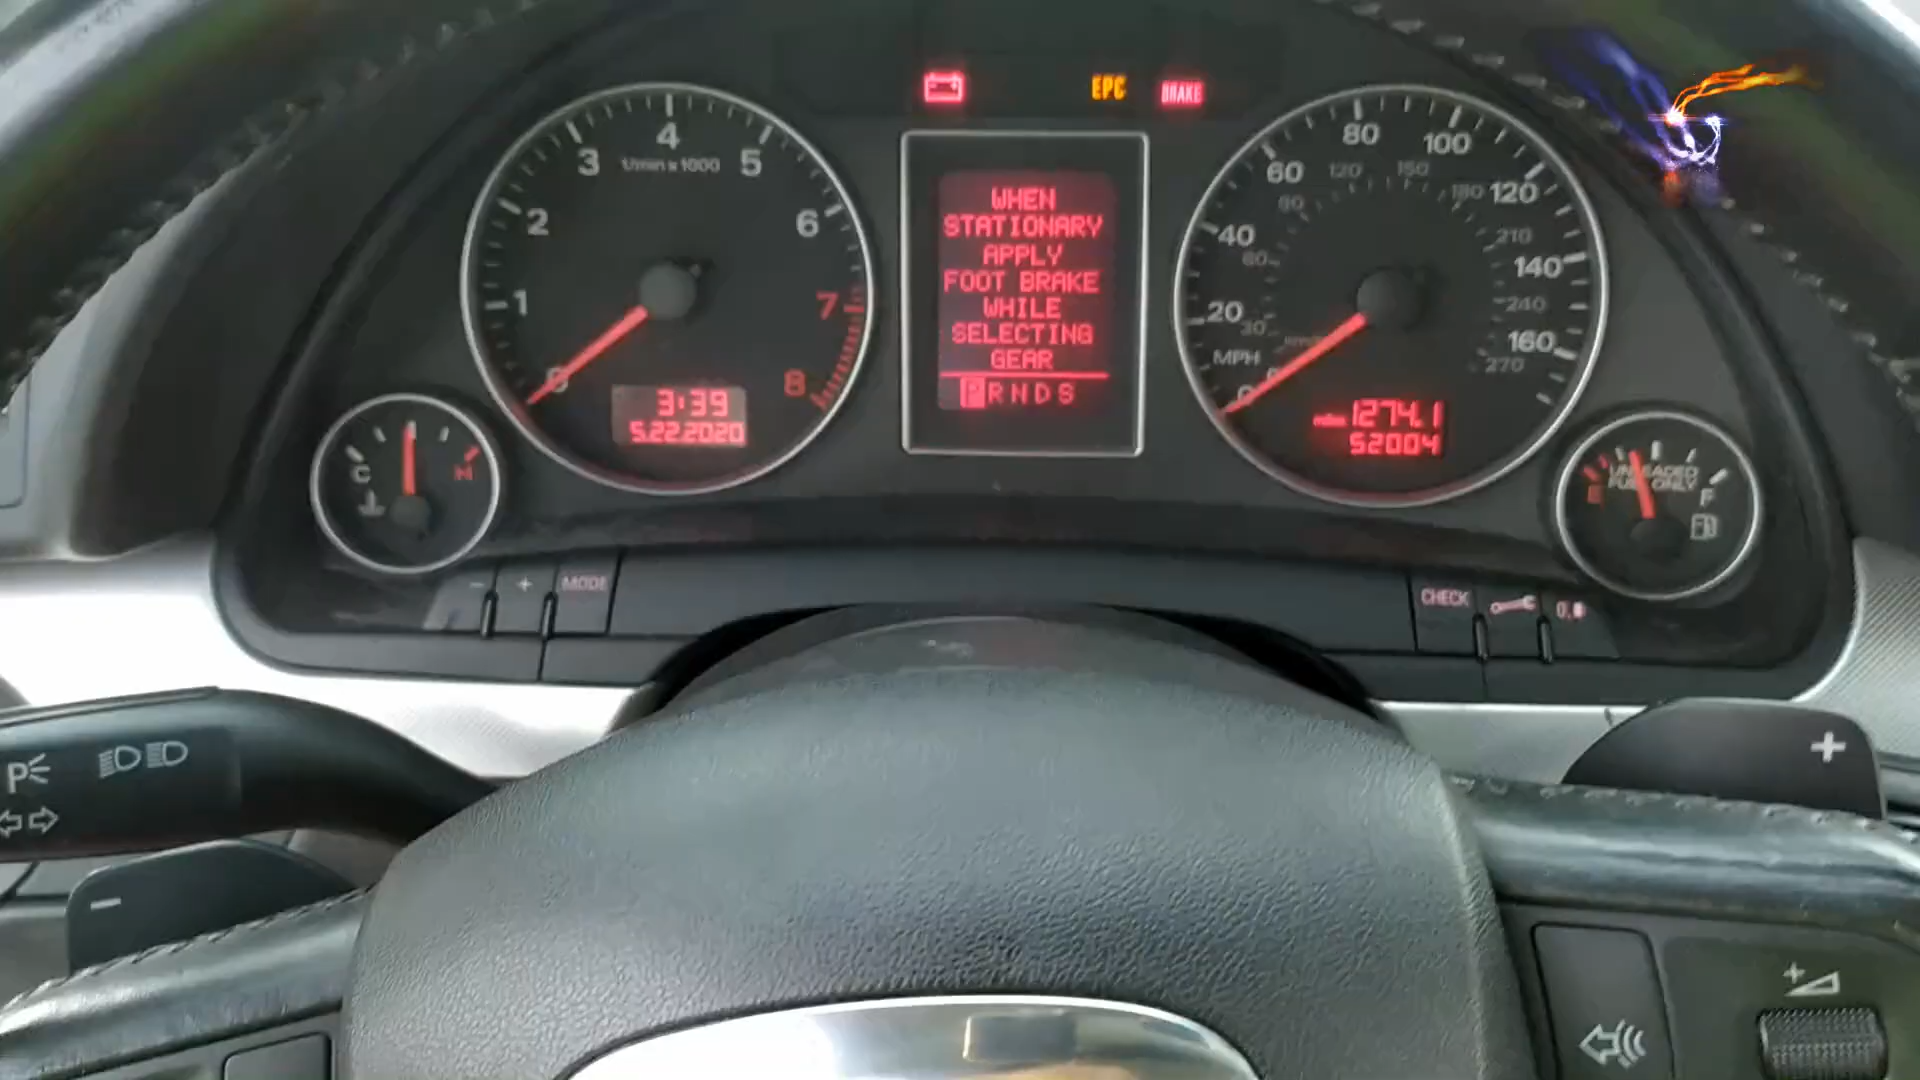 EPC
BRAKE
1 2 3 4 5 6 7 8
1/min x 1000
3:39
5.22.2020
WHEN
STATIONARY
APPLY
FOOT BRAKE
WHILE
SELECTING
GEAR
P R N D S
20 40 60 80 100 120 140 160
120 150 180 210 240 270
MPH
1274.1
52004
C H
UNLEADED
FUEL ONLY
F
- + MODE
CHECK 0.0
P
+
-
+